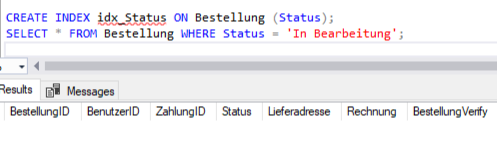 CREATE INDEX idx_Status ON Bestellung (Status);
SELECT * FROM Bestellung WHERE Status = 'In Bearbeitung';
Results Messages
BestellungID BenutzerID ZahlungID Status Lieferadresse Rechnung BestellungVerify